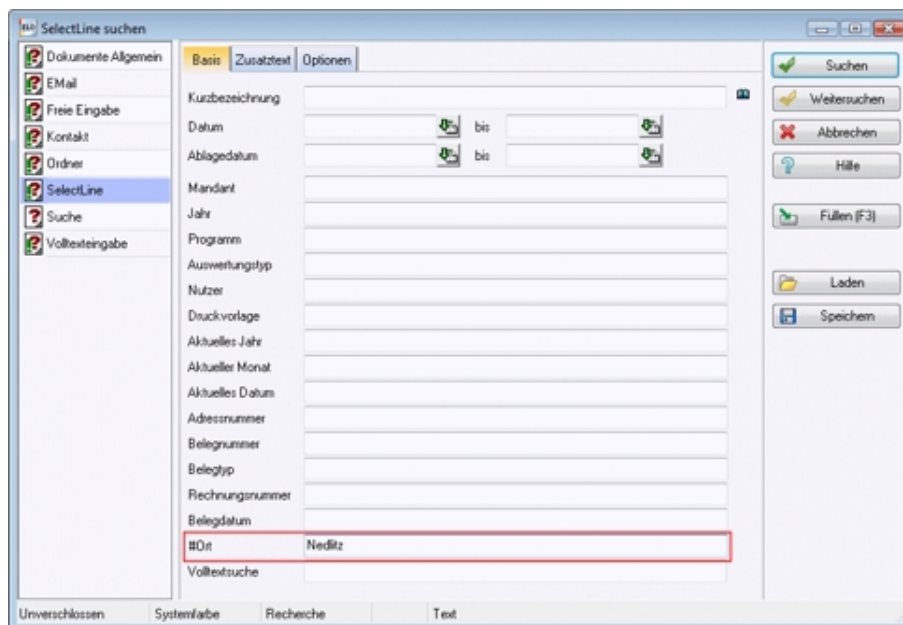 SelectLine suchen
Dokumente Allgemein
EMail
Freie Eingabe
Kontakt
Ordner
SelectLine
Suche
Volltexteingabe
Basis Zusatztext Optionen
Kurzbezeichnung
Datum bis
Ablagedatum bis
Mandant
Jahr
Programm
Auswertungstyp
Nutzer
Druckvorlage
Aktuelles Jahr
Aktueller Monat
Aktuelles Datum
Adressnummer
Belegnummer
Belegtyp
Rechnungsnummer
Belegdatum
#Ort Nedlitz
Volltextsuche
Suchen
Weitersuchen
Abbrechen
Hilfe
Füllen (F3)
Laden
Speichern
Unverschlossen Systemfarbe Recherche Text